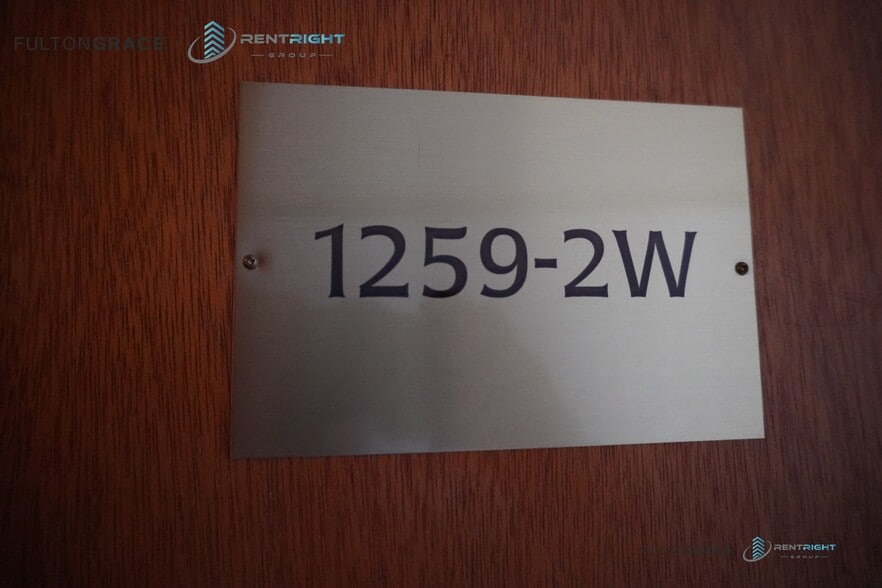 FULTONGRACE
RENTRIGHT
GROUP
1259-2W
RENTRIGHT
GROUP